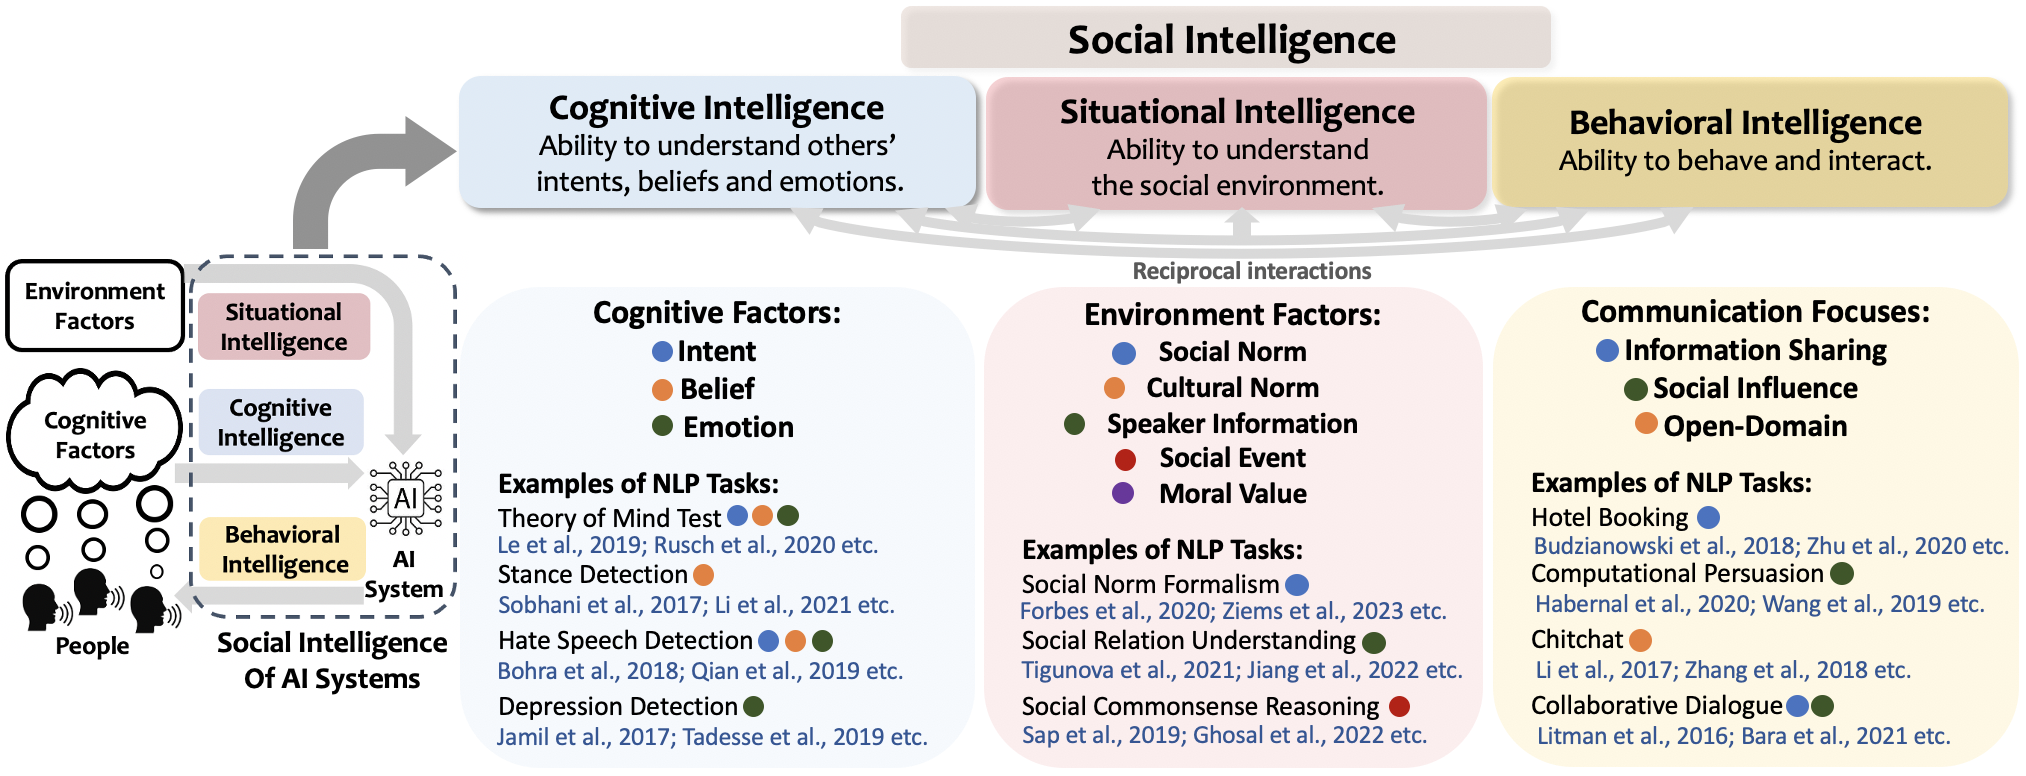 Social Intelligence
Cognitive Intelligence
Ability to understand others’
intents, beliefs and emotions.
Situational Intelligence
Ability to understand
the social environment.
Behavioral Intelligence
Ability to behave and interact.
Reciprocal interactions
Environment
Factors
Situational
Intelligence
Cognitive
Factors
Cognitive
Intelligence
Behavioral
Intelligence
AI
AI
System
People
Social Intelligence
Of AI Systems
Cognitive Factors:
Intent
Belief
Emotion
Examples of NLP Tasks:
Theory of Mind Test
Le et al., 2019; Rusch et al., 2020 etc.
Stance Detection
Sobhani et al., 2017; Li et al., 2021 etc.
Hate Speech Detection
Bohra et al., 2018; Qian et al., 2019 etc.
Depression Detection
Jamil et al., 2017; Tadesse et al., 2019 etc.
Environment Factors:
Social Norm
Cultural Norm
Speaker Information
Social Event
Moral Value
Examples of NLP Tasks:
Social Norm Formalism
Forbes et al., 2020; Ziems et al., 2023 etc.
Social Relation Understanding
Tigunova et al., 2021; Jiang et al., 2022 etc.
Social Commonsense Reasoning
Sap et al., 2019; Ghosal et al., 2022 etc.
Communication Focuses:
Information Sharing
Social Influence
Open-Domain
Examples of NLP Tasks:
Hotel Booking
Budzianowski et al., 2018; Zhu et al., 2020 etc.
Computational Persuasion
Habernal et al., 2020; Wang et al., 2019 etc.
Chitchat
Li et al., 2017; Zhang et al., 2018 etc.
Collaborative Dialogue
Litman et al., 2016; Bara et al., 2021 etc.